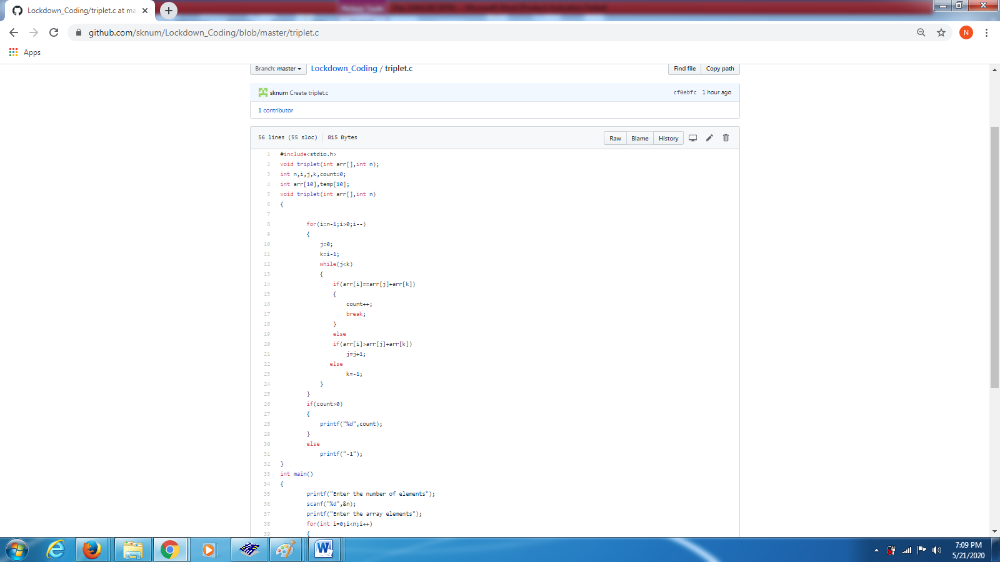 Lockdown_Coding/triplet.c at ma
github.com/sknum/Lockdown_Coding/blob/master/triplet.c
N
Apps
Branch: master
Lockdown_Coding / triplet.c
Find file
Copy path
sknum Create triplet.c
cf0ebfc 1 hour ago
1 contributor
56 lines (55 sloc) 815 Bytes
Raw Blame History
1 #include<stdio.h>
2 void triplet(int arr[],int n);
3 int n,i,j,k,count=0;
4 int arr[10],temp[10];
5 void triplet(int arr[],int n)
6 {
7
8 for(i=n-1;i>0;i--)
9 {
10 j=0;
11 k=i-1;
12 while(j<k)
13 {
14 if(arr[i]==arr[j]+arr[k])
15 {
16 count++;
17 break;
18 }
19 else
20 if(arr[i]>arr[j]+arr[k])
21 j=j+1;
22 else
23 k=-1;
24 }
25 }
26 if(count>0)
27 {
28 printf("%d",count);
29 }
30 else
31 printf("-1");
32 }
33 int main()
34 {
35 printf("Enter the number of elements");
36 scanf("%d",&n);
37 printf("Enter the array elements");
38 for(int i=0;i<n;i++)
39 {
7:09 PM
5/21/2020